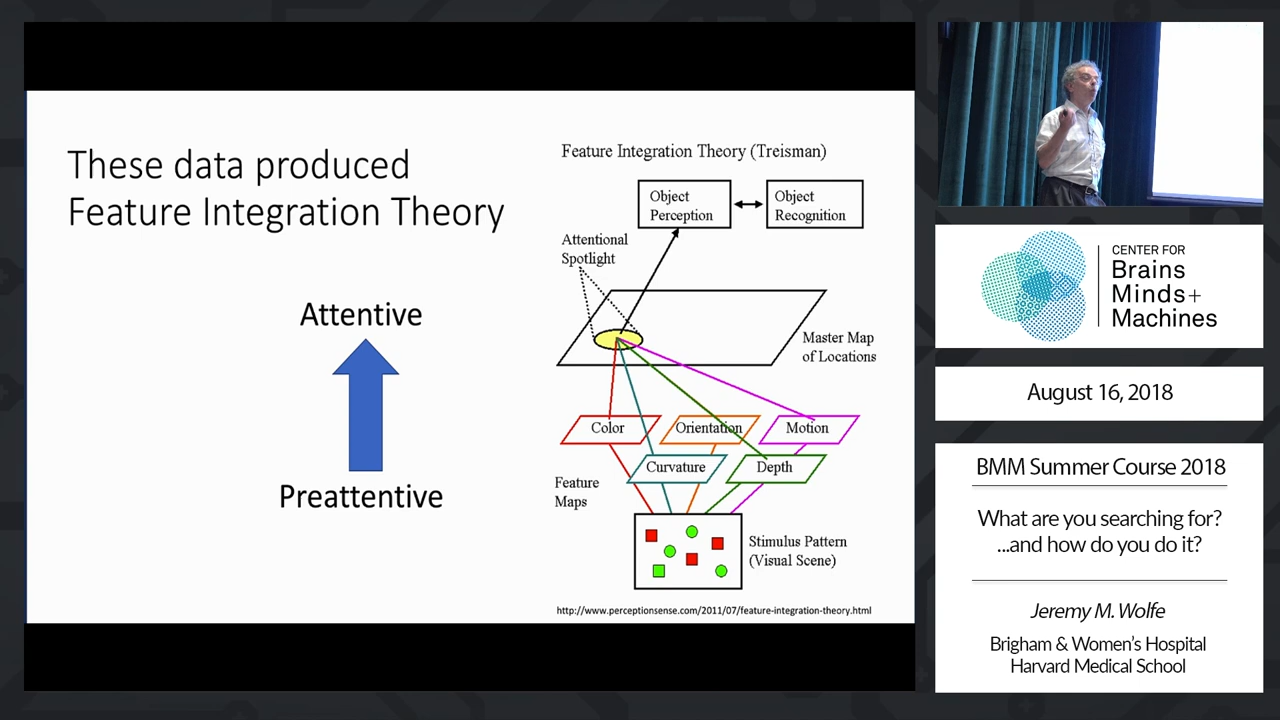 These data produced
Feature Integration Theory
Attentive
Preattentive
Feature Integration Theory (Treisman)
Object
Perception
Object
Recognition
Attentional
Spotlight
Master Map
of Locations
Color
Orientation
Motion
Curvature
Depth
Feature
Maps
Stimulus Pattern
(Visual Scene)
http://www.perceptionsense.com/2011/07/feature-integration-theory.html
CENTER FOR
Brains
Minds+
Machines
August 16, 2018
BMM Summer Course 2018
What are you searching for?
...and how do you do it?
Jeremy M. Wolfe
Brigham & Women's Hospital
Harvard Medical School